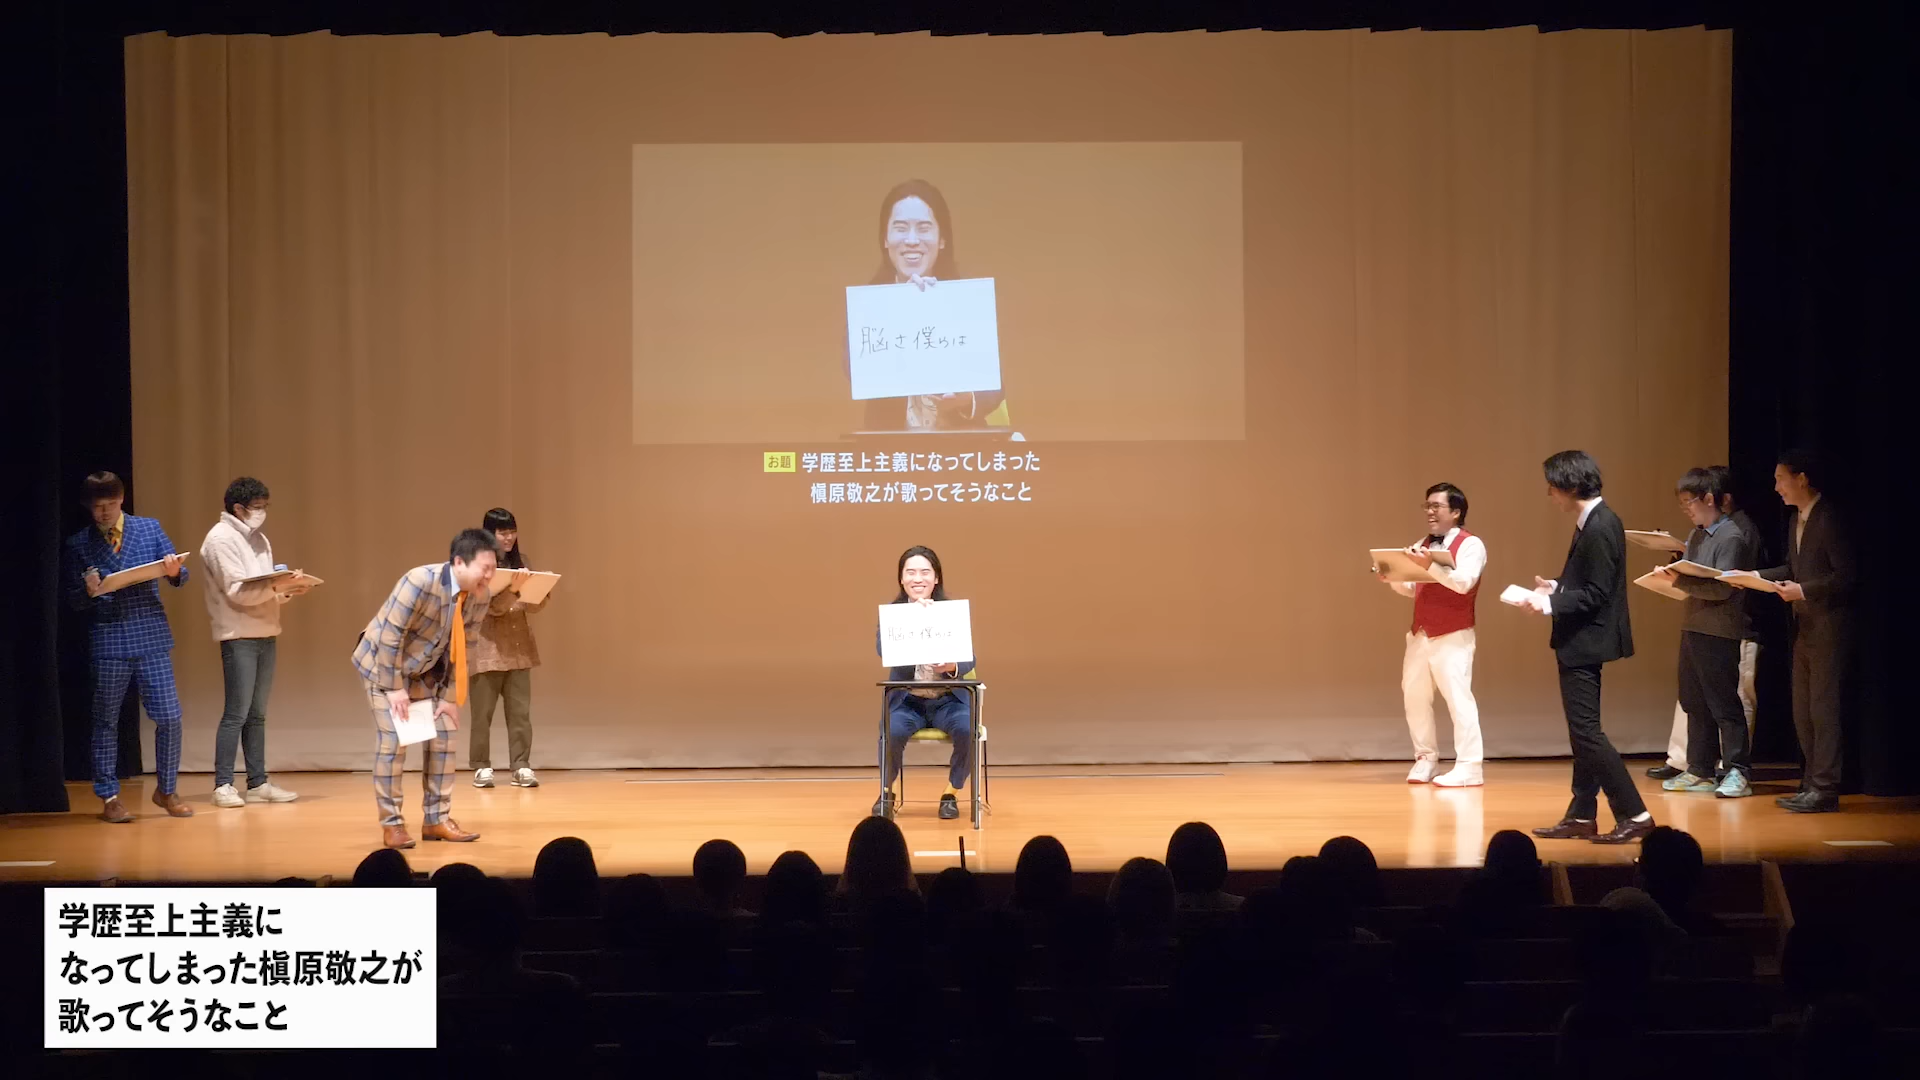 脳さ僕らは
お題 学歴至上主義になってしまった
槇原敬之が歌ってそうなこと
脳さ僕らは
学歴至上主義に
なってしまった槇原敬之が
歌ってそうなこと